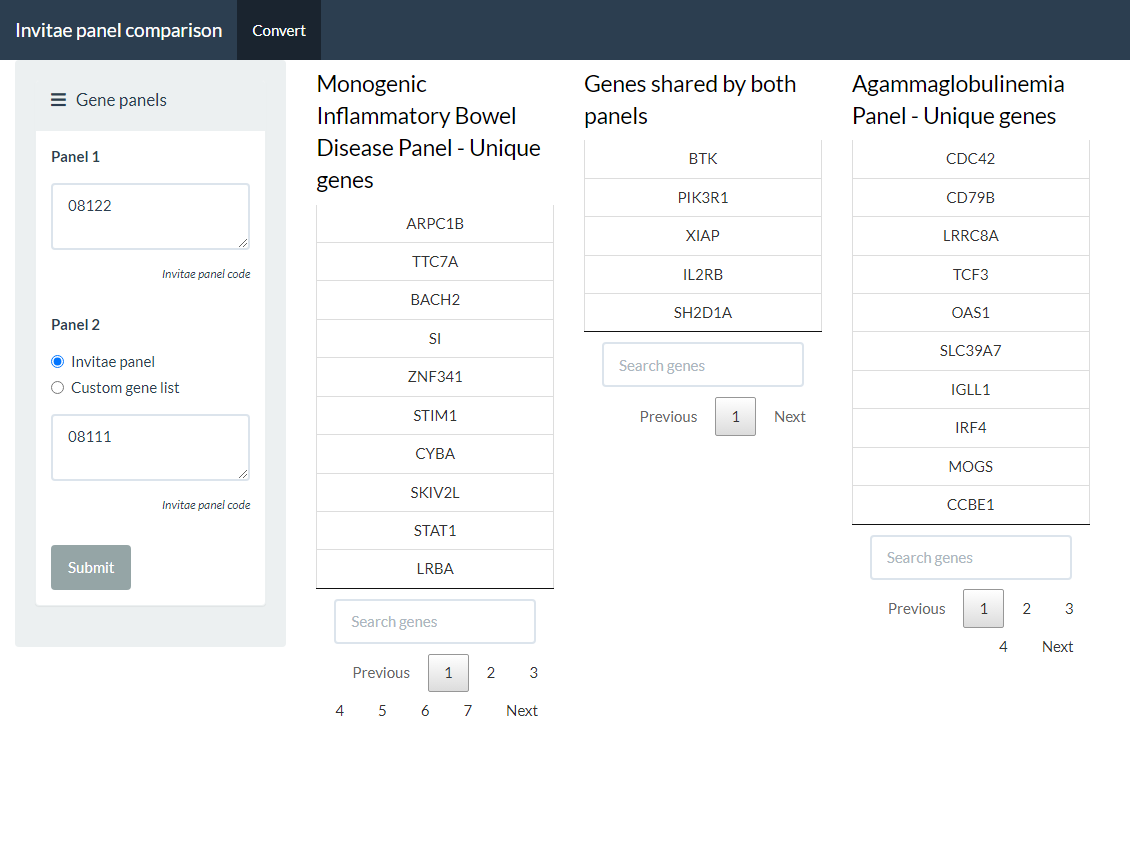 Invitae panel comparison
Convert
Gene panels
Panel 1
08122
Invitae panel code
Panel 2
Invitae panel
Custom gene list
08111
Invitae panel code
Submit
Monogenic
Inflammatory Bowel
Disease Panel - Unique
genes
ARPC1B
TTC7A
BACH2
SI
ZNF341
STIM1
CYBA
SKIV2L
STAT1
LRBA
Search genes
Previous 1 2 3
4 5 6 7 Next
Genes shared by both
panels
BTK
PIK3R1
XIAP
IL2RB
SH2D1A
Search genes
Previous 1 Next
Agammaglobulinemia
Panel - Unique genes
CDC42
CD79B
LRRC8A
TCF3
OAS1
SLC39A7
IGLL1
IRF4
MOGS
CCBE1
Search genes
Previous 1 2 3
4 Next